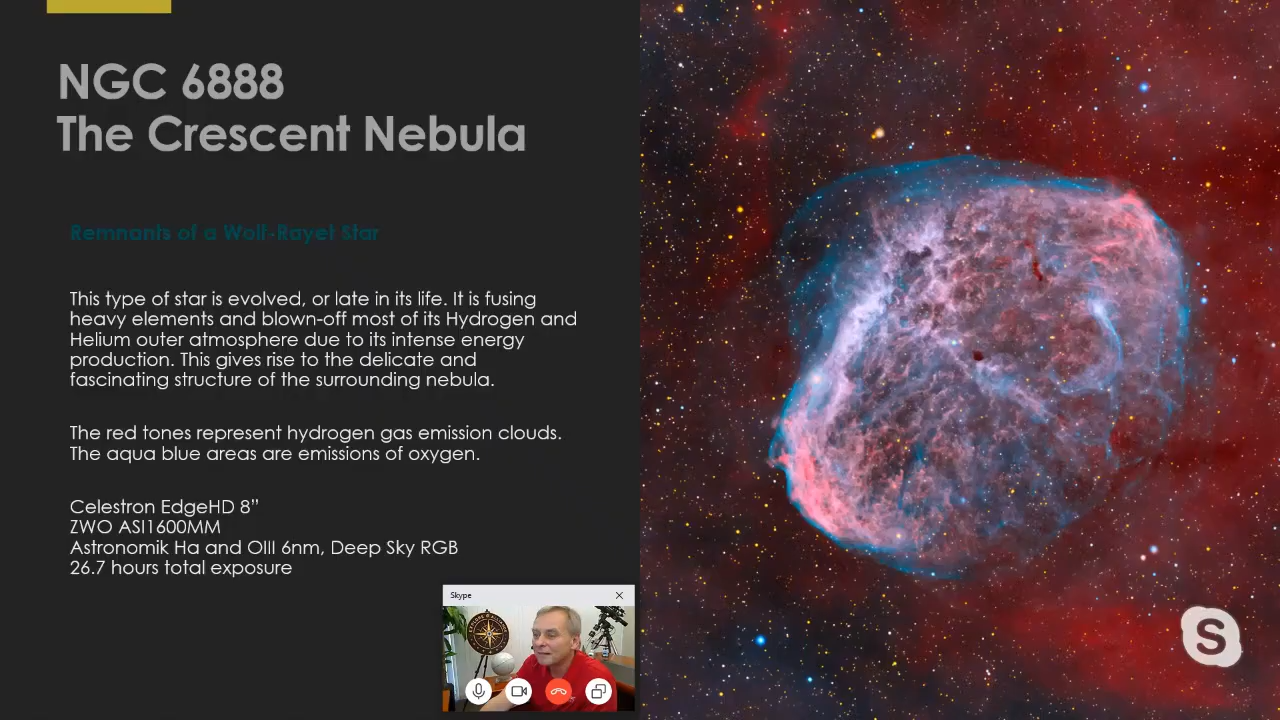 NGC 6888
The Crescent Nebula
Remnants of a Wolf-Rayet Star
This type of star is evolved, or late in its life. It is fusing
heavy elements and blown-off most of its Hydrogen and
Helium outer atmosphere due to its intense energy
production. This gives rise to the delicate and
fascinating structure of the surrounding nebula.
The red tones represent hydrogen gas emission clouds.
The aqua blue areas are emissions of oxygen.
Celestron EdgeHD 8”
ZWO ASI1600MM
Astronomik Ha and OIII 6nm, Deep Sky RGB
26.7 hours total exposure
Skype
S